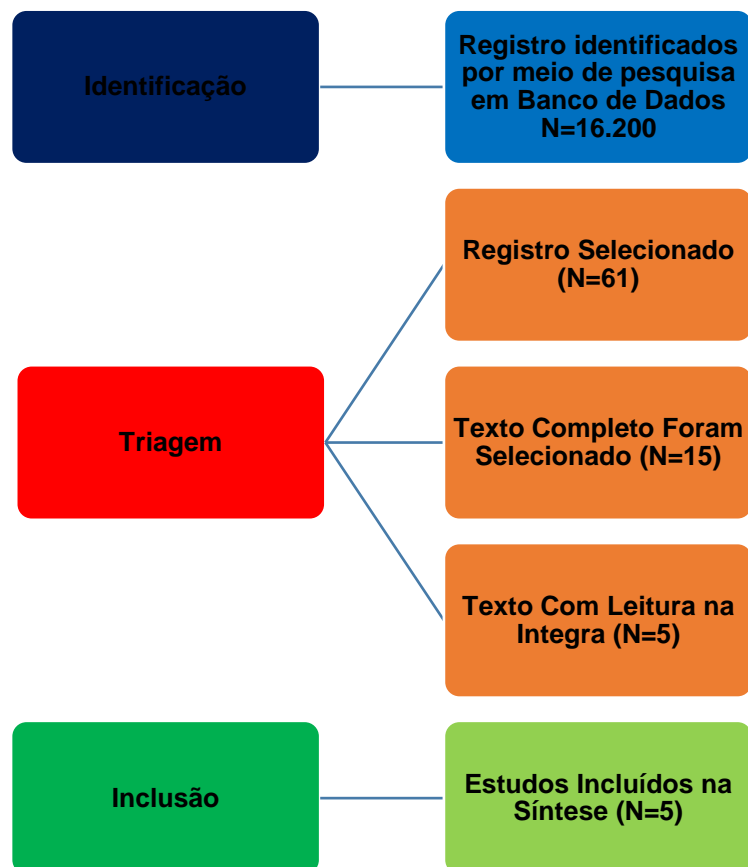 Identificação
Registro identificados
por meio de pesquisa
em Banco de Dados
N=16.200
Registro Selecionado
(N=61)
Triagem
Texto Completo Foram
Selecionado (N=15)
Texto Com Leitura na
Integra (N=5)
Inclusão
Estudos Incluídos na
Síntese (N=5)